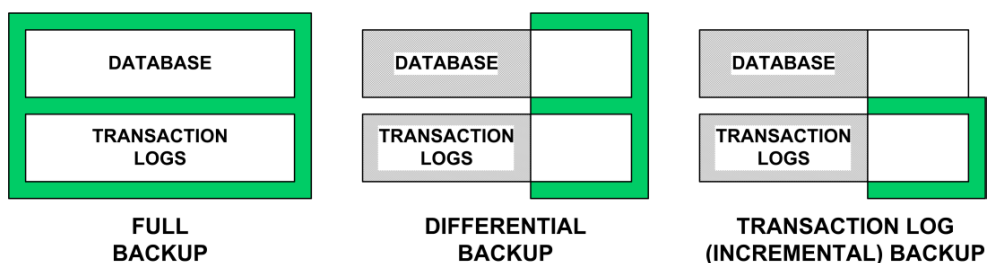 DATABASE
TRANSACTION
LOGS
FULL
BACKUP
DATABASE
TRANSACTION
LOGS
DIFFERENTIAL
BACKUP
DATABASE
TRANSACTION
LOGS
TRANSACTION LOG
(INCREMENTAL) BACKUP